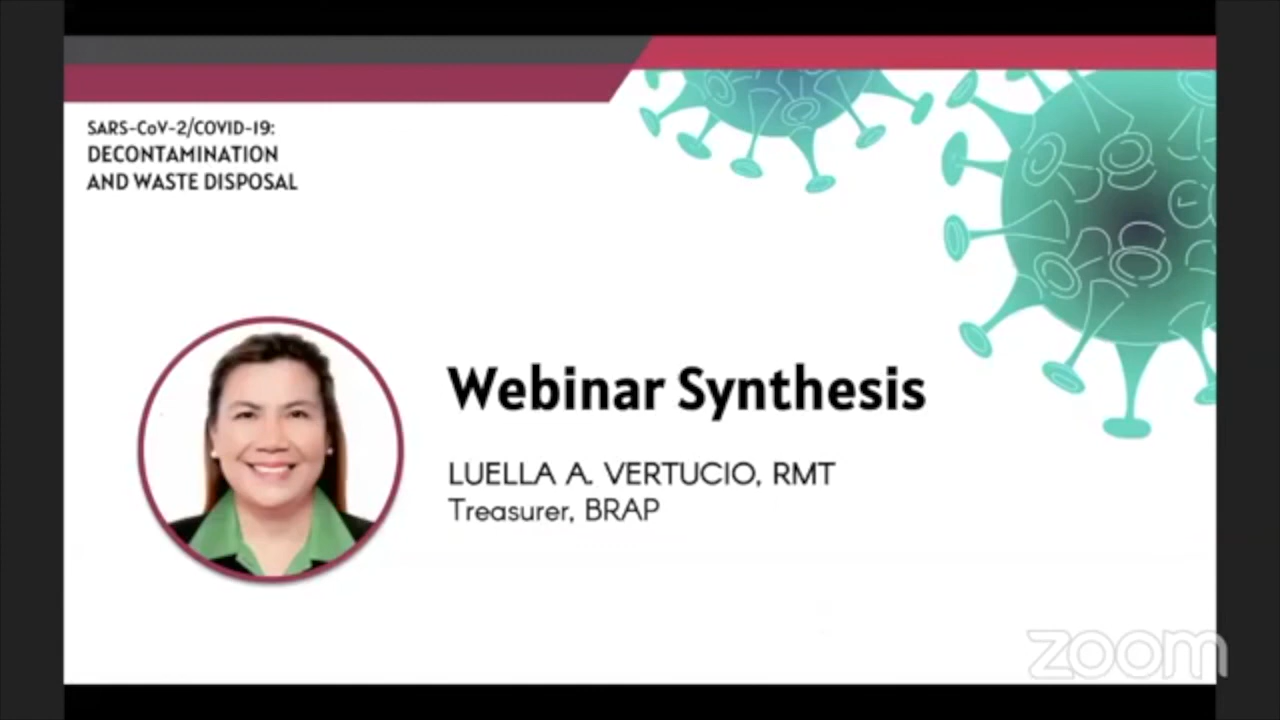 SARS-CoV-2/COVID-19:
DECONTAMINATION
AND WASTE DISPOSAL
Webinar Synthesis
LUELLA A. VERTUCIO, RMT
Treasurer, BRAP
zoom